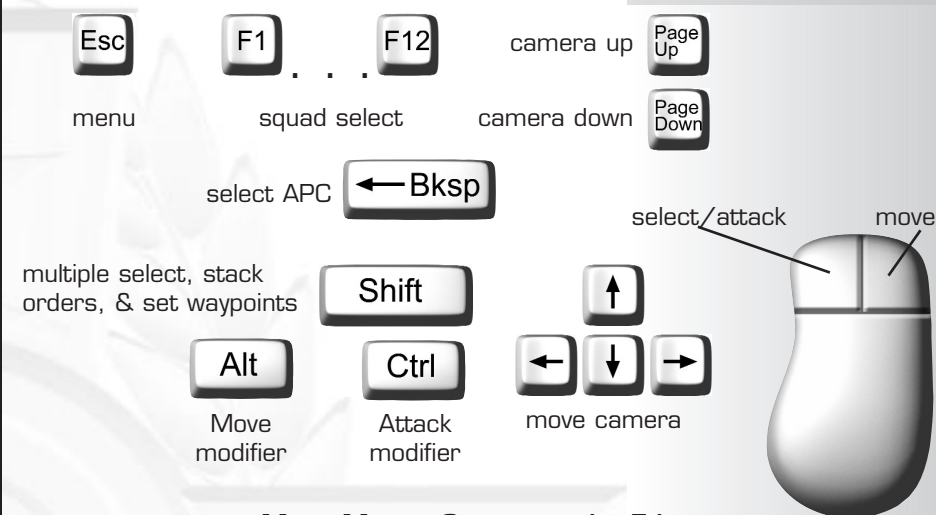 Esc
F1 . . . F12
camera up
Page Up
menu
squad select
camera down
Page Down
select APC
Bksp
select/attack
move
multiple select, stack
orders, & set waypoints
Shift
Alt
Ctrl
Move
modifier
Attack
modifier
move camera